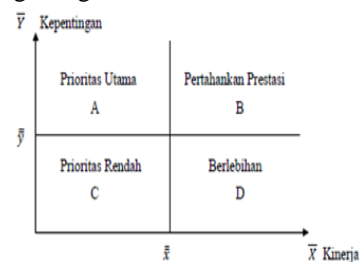 Ȳ Kepentingan
Prioritas Utama
A
Pertahankan Prestasi
B
Prioritas Rendah
C
Berlebihan
D
X̄ Kinerja